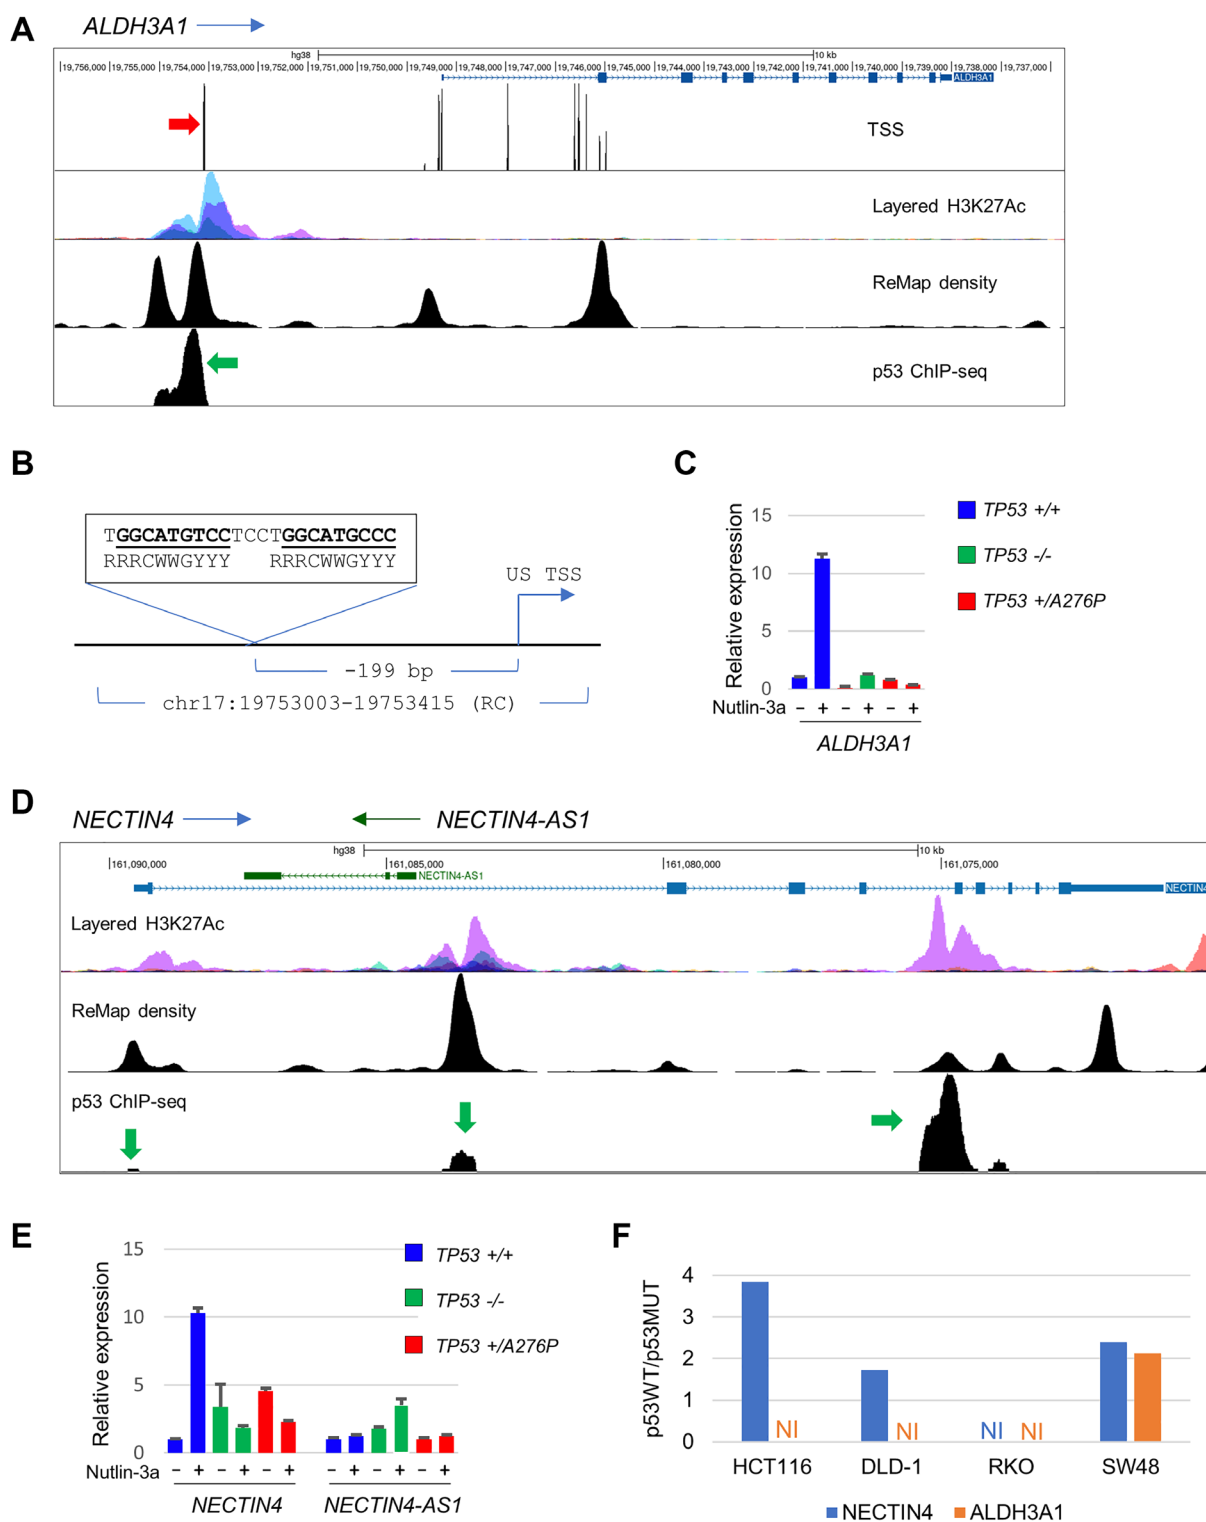 A
ALDH3A1
hg38 10 kb
19,756,000 19,755,000 19,754,000 19,753,000 19,752,000 19,751,000 19,750,000 19,749,000 19,748,000 19,747,000 19,746,000 19,745,000 19,744,000 19,743,000 19,742,000 19,741,000 19,740,000 19,739,000 19,738,000 19,737,000
ALDH3A1
TSS
Layered H3K27Ac
ReMap density
p53 ChIP-seq
B
TGGCATGTCCTCCTGGCATGCCC
RRRCWWGYYY RRRCWWGYYY
US TSS
-199 bp
chr17:19753003-19753415 (RC)
C
Relative expression
15
10
5
0
TP53 +/+
TP53 -/-
TP53 +/A276P
Nutlin-3a - + - + - +
ALDH3A1
D
NECTIN4 NECTIN4-AS1
hg38 10 kb
161,090,000 161,085,000 161,080,000 161,075,000
NECTIN4-AS1
NECTIN4
Layered H3K27Ac
ReMap density
p53 ChIP-seq
E
Relative expression
15
10
5
0
TP53 +/+
TP53 -/-
TP53 +/A276P
Nutlin-3a - + - + - + - + - + - +
NECTIN4 NECTIN4-AS1
F
p53WT/p53MUT
4
3
2
1
0
NI NI NI NI
HCT116 DLD-1 RKO SW48
NECTIN4 ALDH3A1